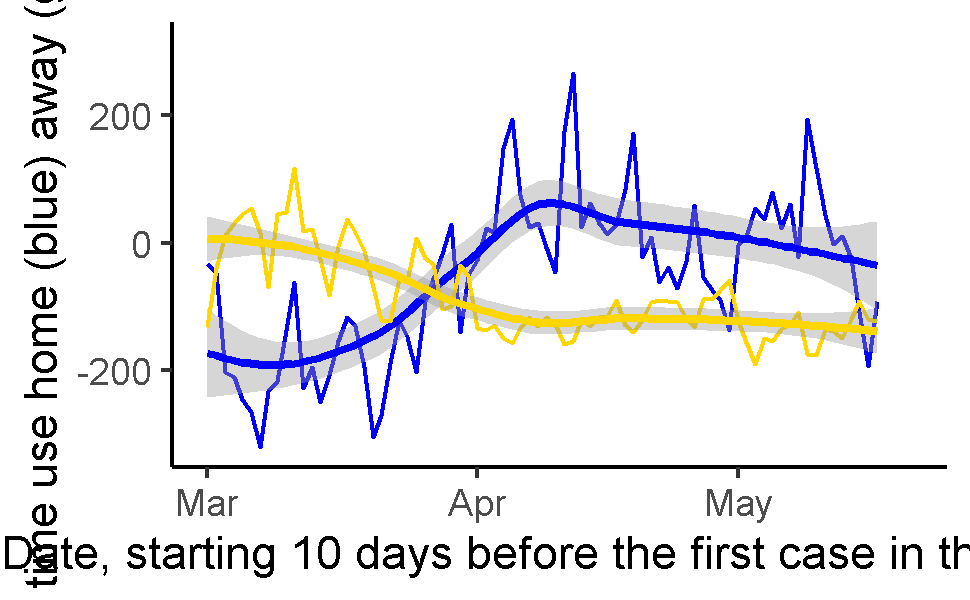 time use home (blue) away (
200
0
-200
Mar Apr May
Date, starting 10 days before the first case in th